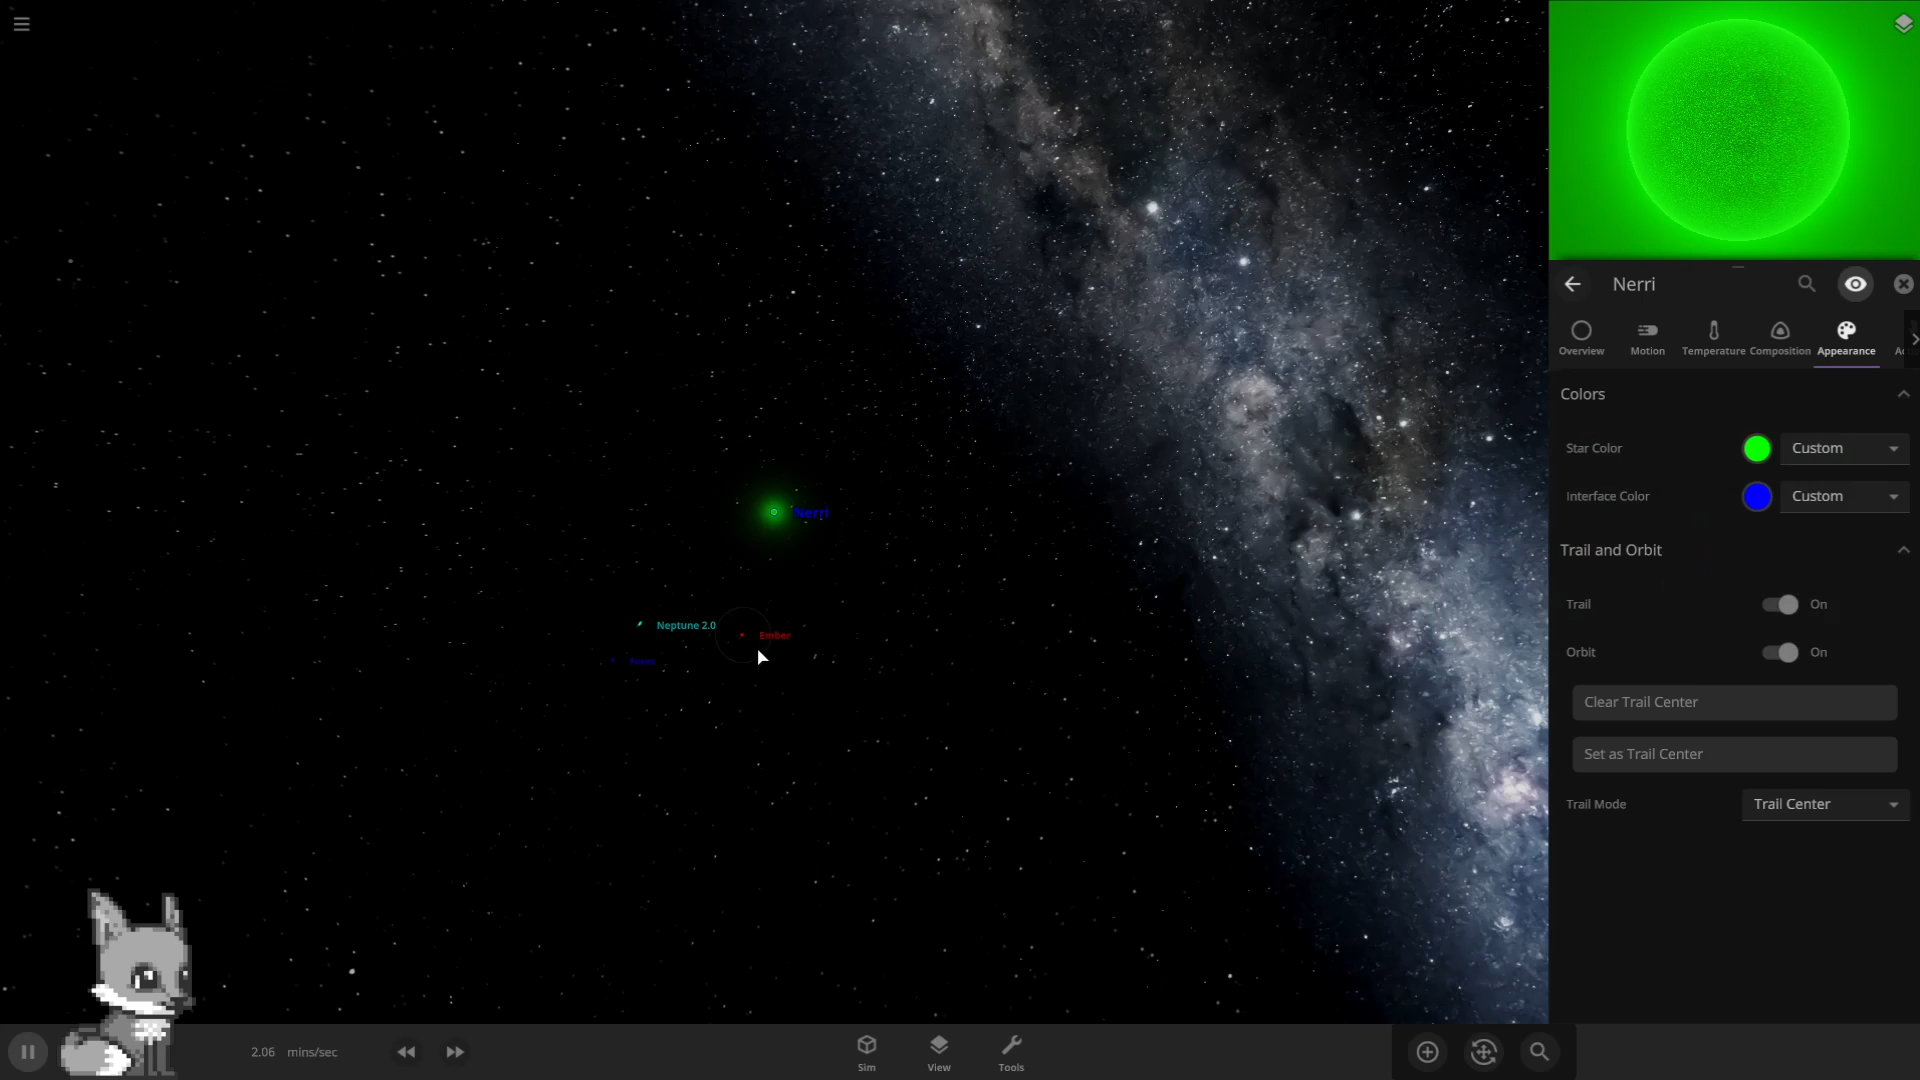 Nerri
Overview
Motion
Temperature
Composition
Appearance
Colors
Star Color
Custom
Interface Color
Custom
Nerri
Trail and Orbit
Trail
On
Neptune 2.0
Ember
Orbit
On
Clear Trail Center
Set as Trail Center
Trail Mode
Trail Center
2.06 mins/sec
Sim
View
Tools